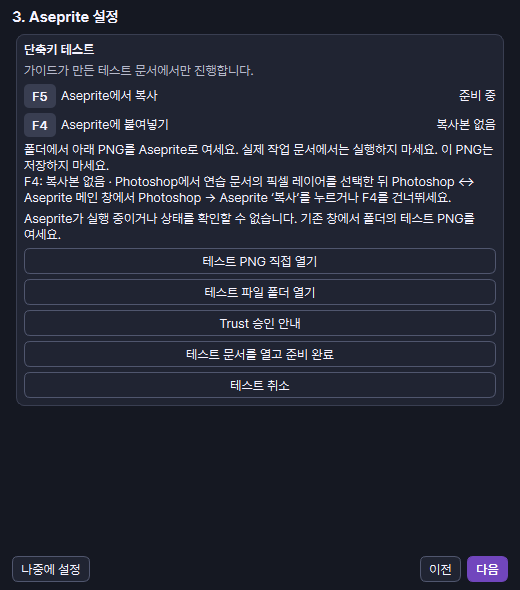 3. Aseprite 설정
단축키 테스트
가이드가 만든 테스트 문서에서만 진행합니다.
F5 Aseprite에서 복사 준비 중
F4 Aseprite에 붙여넣기 복사본 없음
폴더에서 아래 PNG를 Aseprite로 여세요. 실제 작업 문서에서는 실행하지 마세요. 이 PNG는
저장하지 마세요.
F4: 복사본 없음 · Photoshop에서 연습 문서의 픽셀 레이어를 선택한 뒤 Photoshop ↔
Aseprite 메인 창에서 Photoshop → Aseprite ‘복사’를 누르거나 F4를 건너뛰세요.
Aseprite가 실행 중이거나 상태를 확인할 수 없습니다. 기존 창에서 폴더의 테스트 PNG를
여세요.
테스트 PNG 직접 열기
테스트 파일 폴더 열기
Trust 승인 안내
테스트 문서를 열고 준비 완료
테스트 취소
나중에 설정 이전 다음